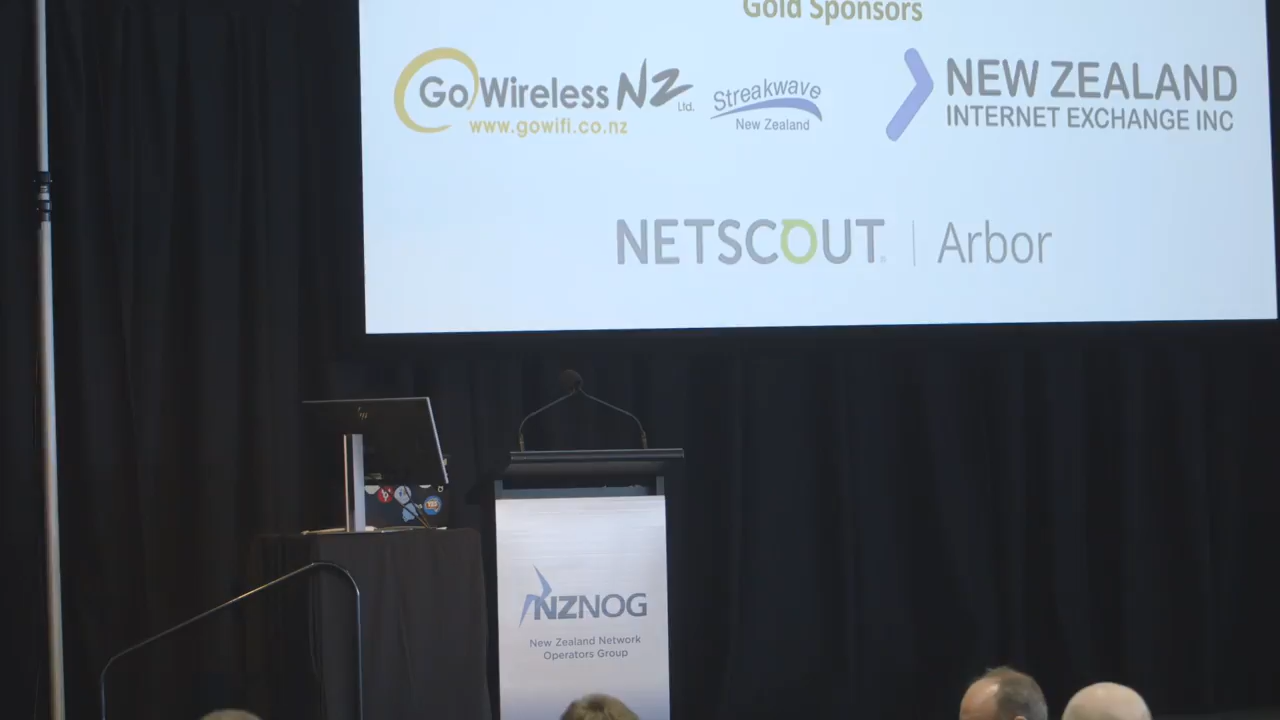 Gold Sponsors
Go Wireless NZ Ltd.
www.gowifi.co.nz
Streakwave
New Zealand
NEW ZEALAND
INTERNET EXCHANGE INC
NETSCOUT | Arbor
hp
NZNOG
New Zealand Network
Operators Group